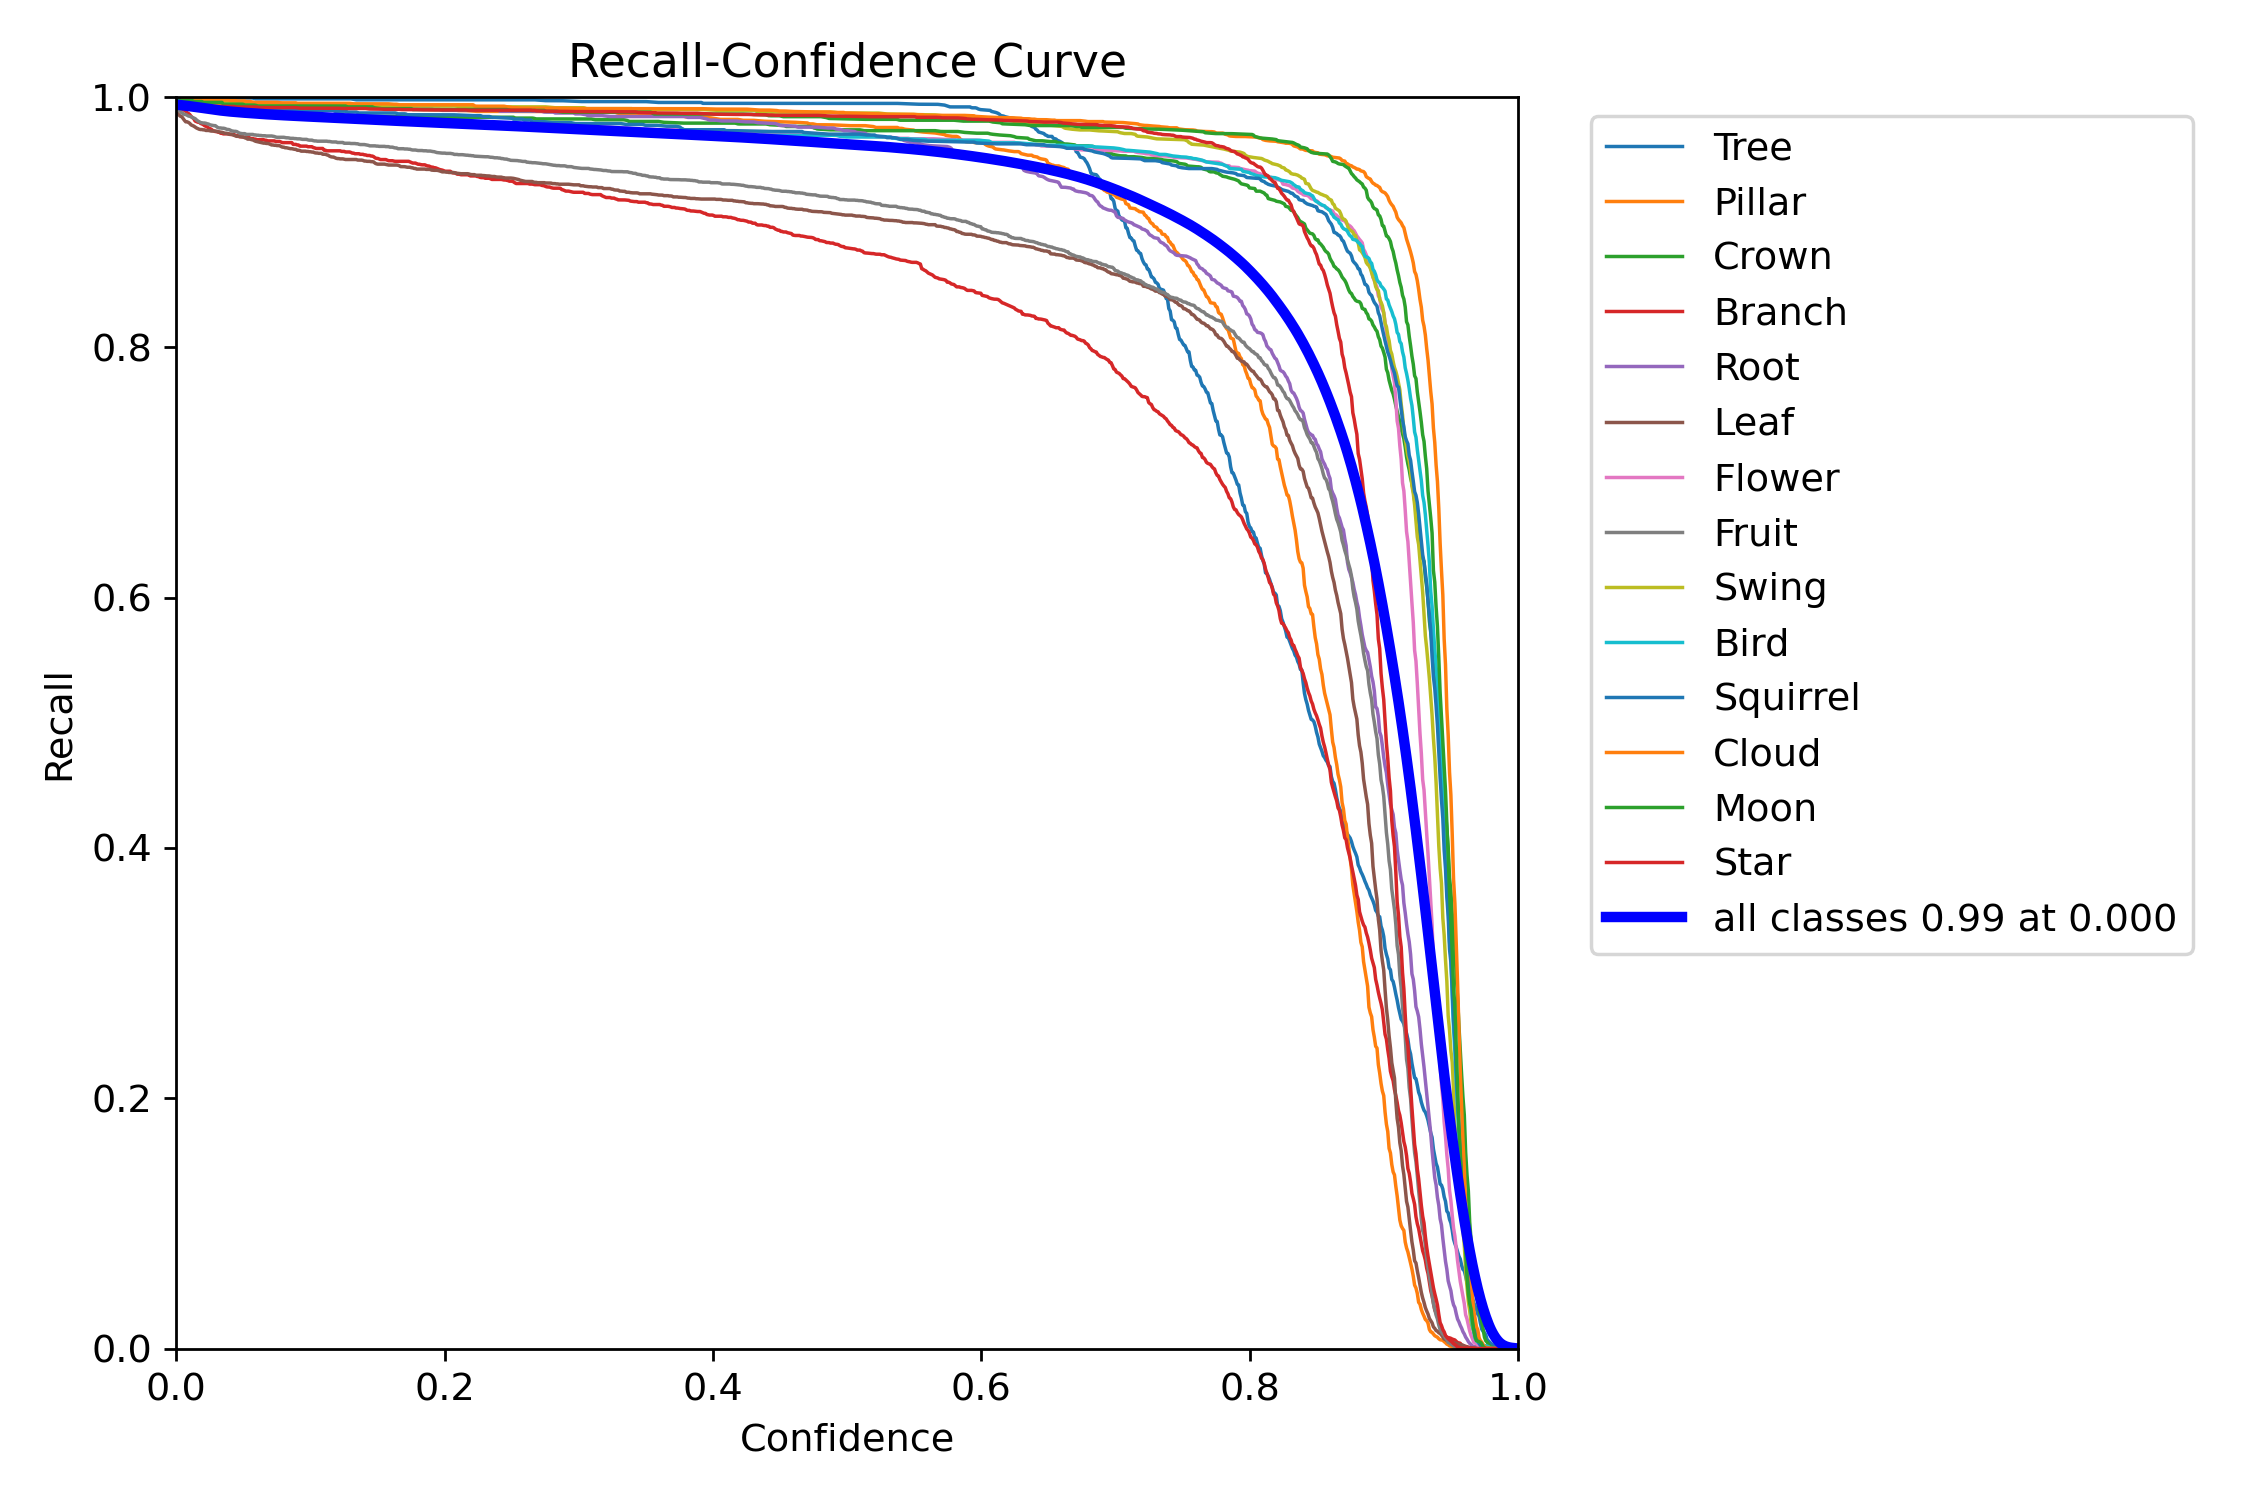 Recall-Confidence Curve
1.0
0.8
0.6
0.4
0.2
0.0
Recall
0.0 0.2 0.4 0.6 0.8 1.0
Confidence
Tree
Pillar
Crown
Branch
Root
Leaf
Flower
Fruit
Swing
Bird
Squirrel
Cloud
Moon
Star
all classes 0.99 at 0.000